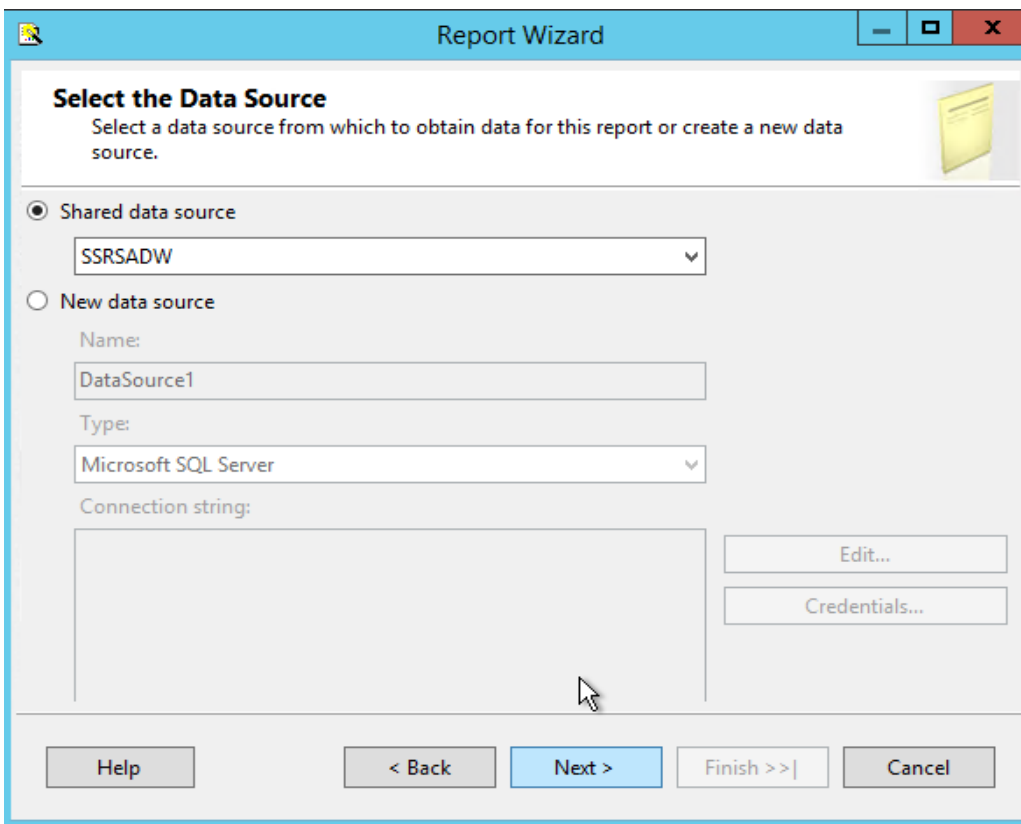 Report Wizard
Select the Data Source
Select a data source from which to obtain data for this report or create a new data
source.
Shared data source
SSRSADW
New data source
Name:
DataSource1
Type:
Microsoft SQL Server
Connection string:
Edit...
Credentials...
Help
< Back
Next >
Finish >>|
Cancel